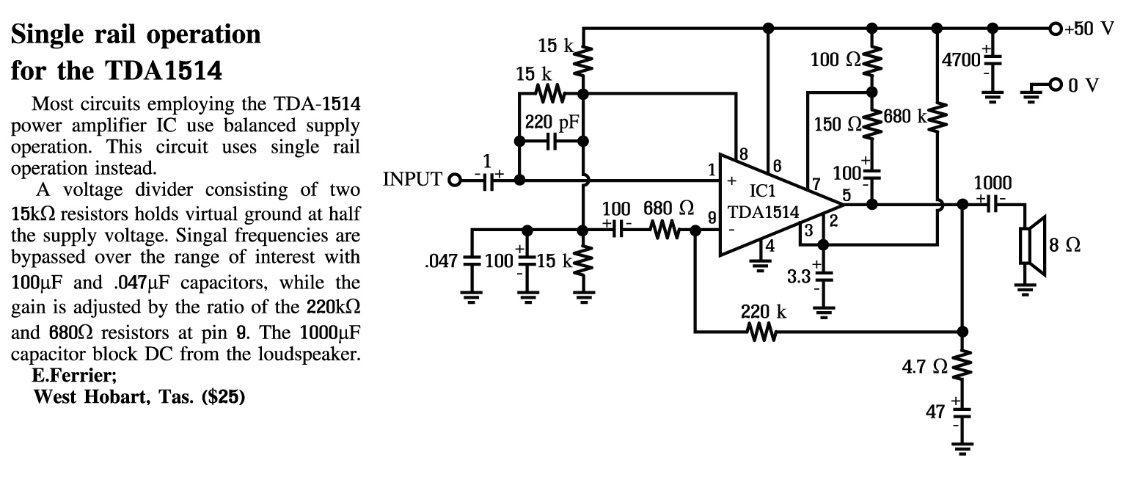 Single rail operation
for the TDA1514
Most circuits employing the TDA-1514
power amplifier IC use balanced supply
operation. This circuit uses single rail
operation instead.
A voltage divider consisting of two
15kΩ resistors holds virtual ground at half
the supply voltage. Singal frequencies are
bypassed over the range of interest with
100µF and .047µF capacitors, while the
gain is adjusted by the ratio of the 220kΩ
and 680Ω resistors at pin 9. The 1000µF
capacitor block DC from the loudspeaker.
E.Ferrier;
West Hobart, Tas. ($25)
+50 V
15 k
100 Ω
4700
+
-
15 k
0 V
220 pF
150 Ω
680 k
8
6
1
- +
INPUT
1
+
IC1
TDA1514
7
100
+
5
1000
+ -
100
+ -
680 Ω
9
-
3
2
8 Ω
.047
100
+
-
15 k
4
3.3
+
-
220 k
4.7 Ω
47
+
-